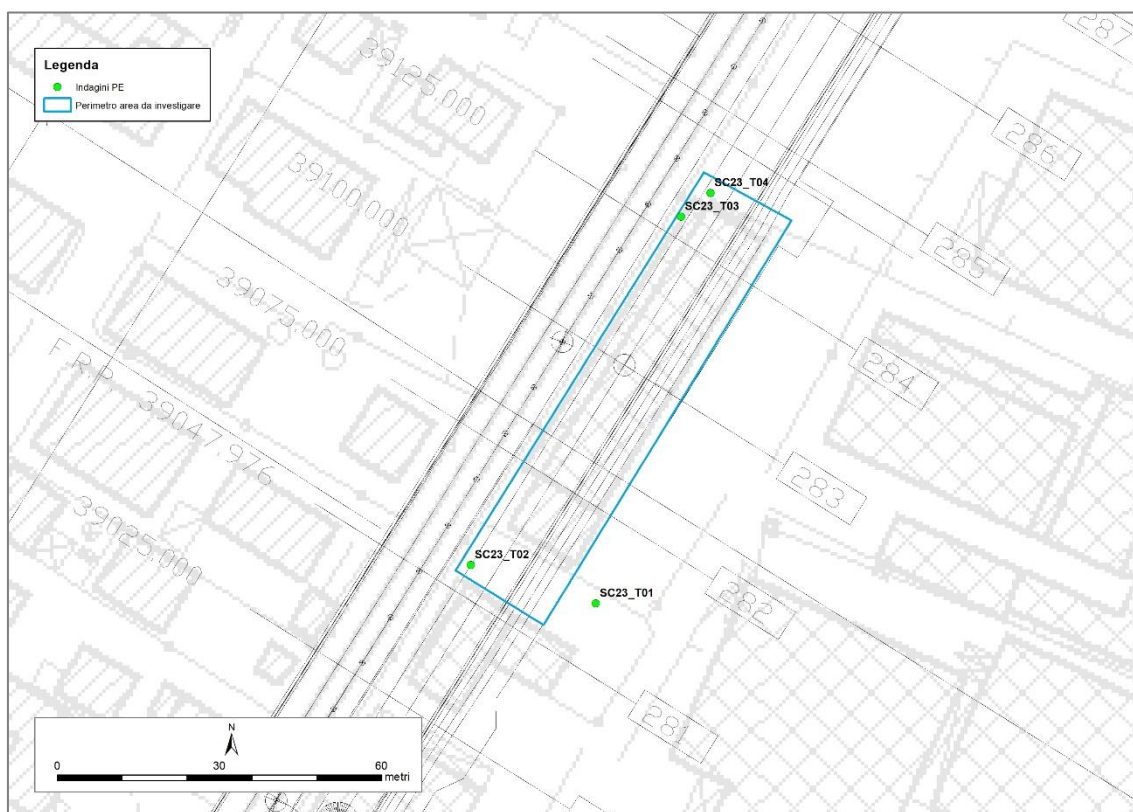 Legenda
Indagini PE
Perimetro area da investigare
287
39125.000
286
39100.000
SC23_T04
SC23_T03
285
39075.000
284
F.R.P. 39047.976
283
39025.000
SC23_T02
SC23_T01
282
281
N
0 30 60
metri